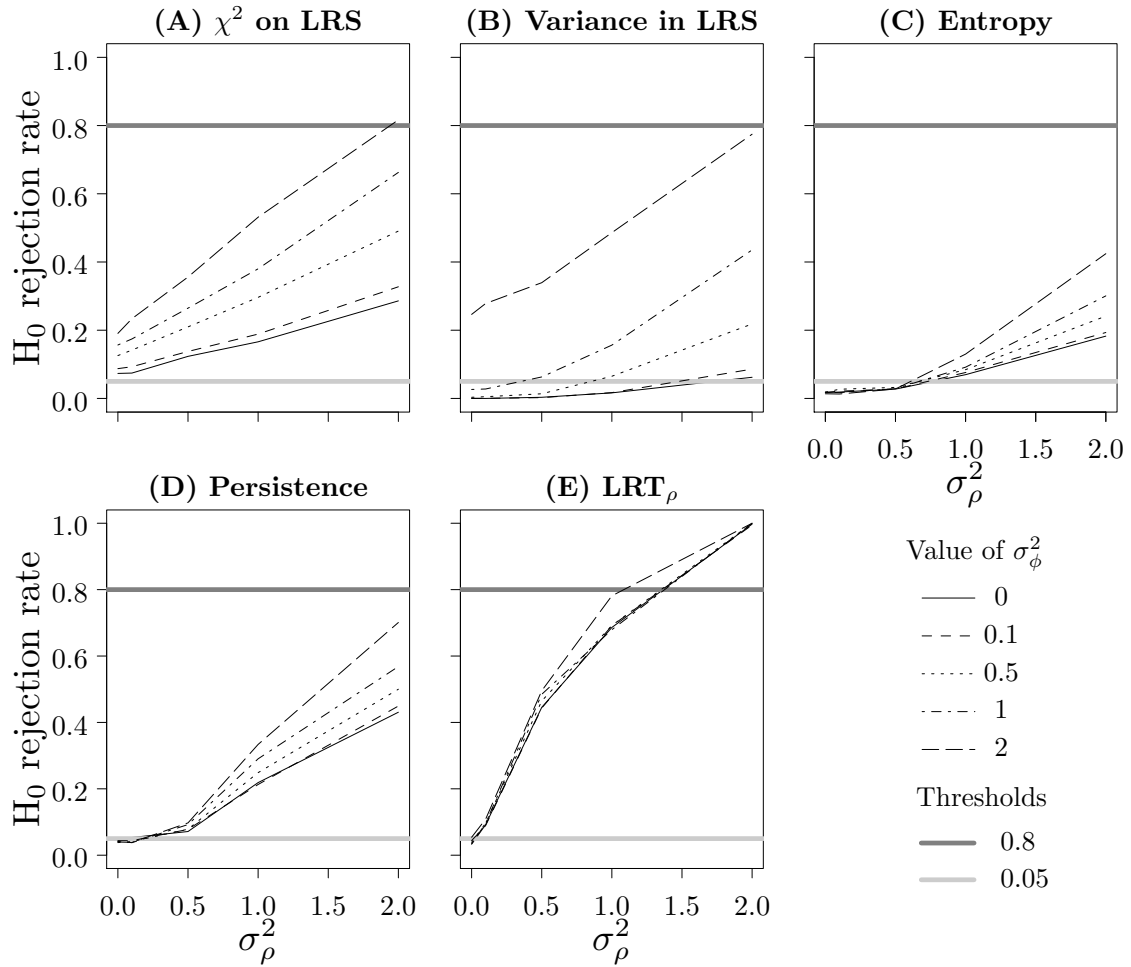 (A) χ² on LRS
(B) Variance in LRS
(C) Entropy
H₀ rejection rate
1.0
0.8
0.6
0.4
0.2
0.0
0.0 0.5 1.0 1.5 2.0
σ²ρ
(D) Persistence
(E) LRTρ
H₀ rejection rate
1.0
0.8
0.6
0.4
0.2
0.0
0.0 0.5 1.0 1.5 2.0
σ²ρ
0.0 0.5 1.0 1.5 2.0
σ²ρ
Value of σ²ϕ
0
0.1
0.5
1
2
Thresholds
0.8
0.05